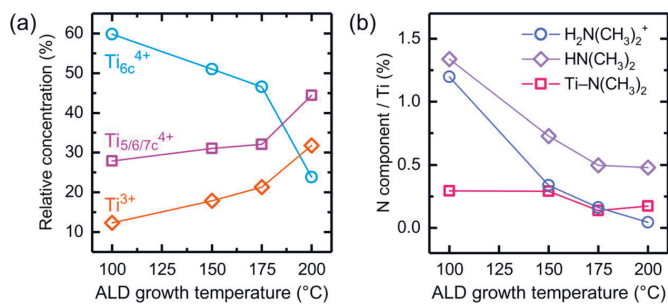 (a)
Relative concentration (%)
60
50
40
30
20
10
Ti6c4+
Ti5/6/7c4+
Ti3+
100 125 150 175 200
ALD growth temperature (°C)
(b)
N component / Ti (%)
1.5
1.0
0.5
0.0
H2N(CH3)2+
HN(CH3)2
Ti–N(CH3)2
100 125 150 175 200
ALD growth temperature (°C)